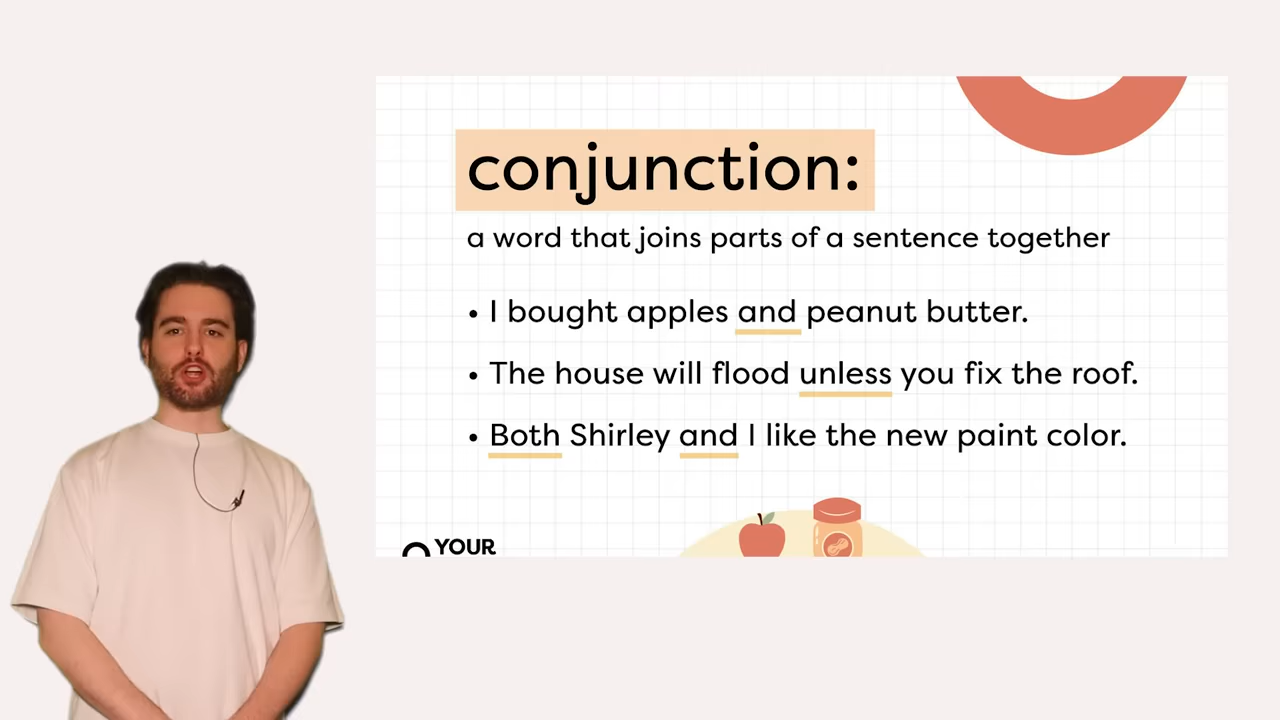 conjunction:
a word that joins parts of a sentence together
• I bought apples and peanut butter.
• The house will flood unless you fix the roof.
• Both Shirley and I like the new paint color.
YOUR